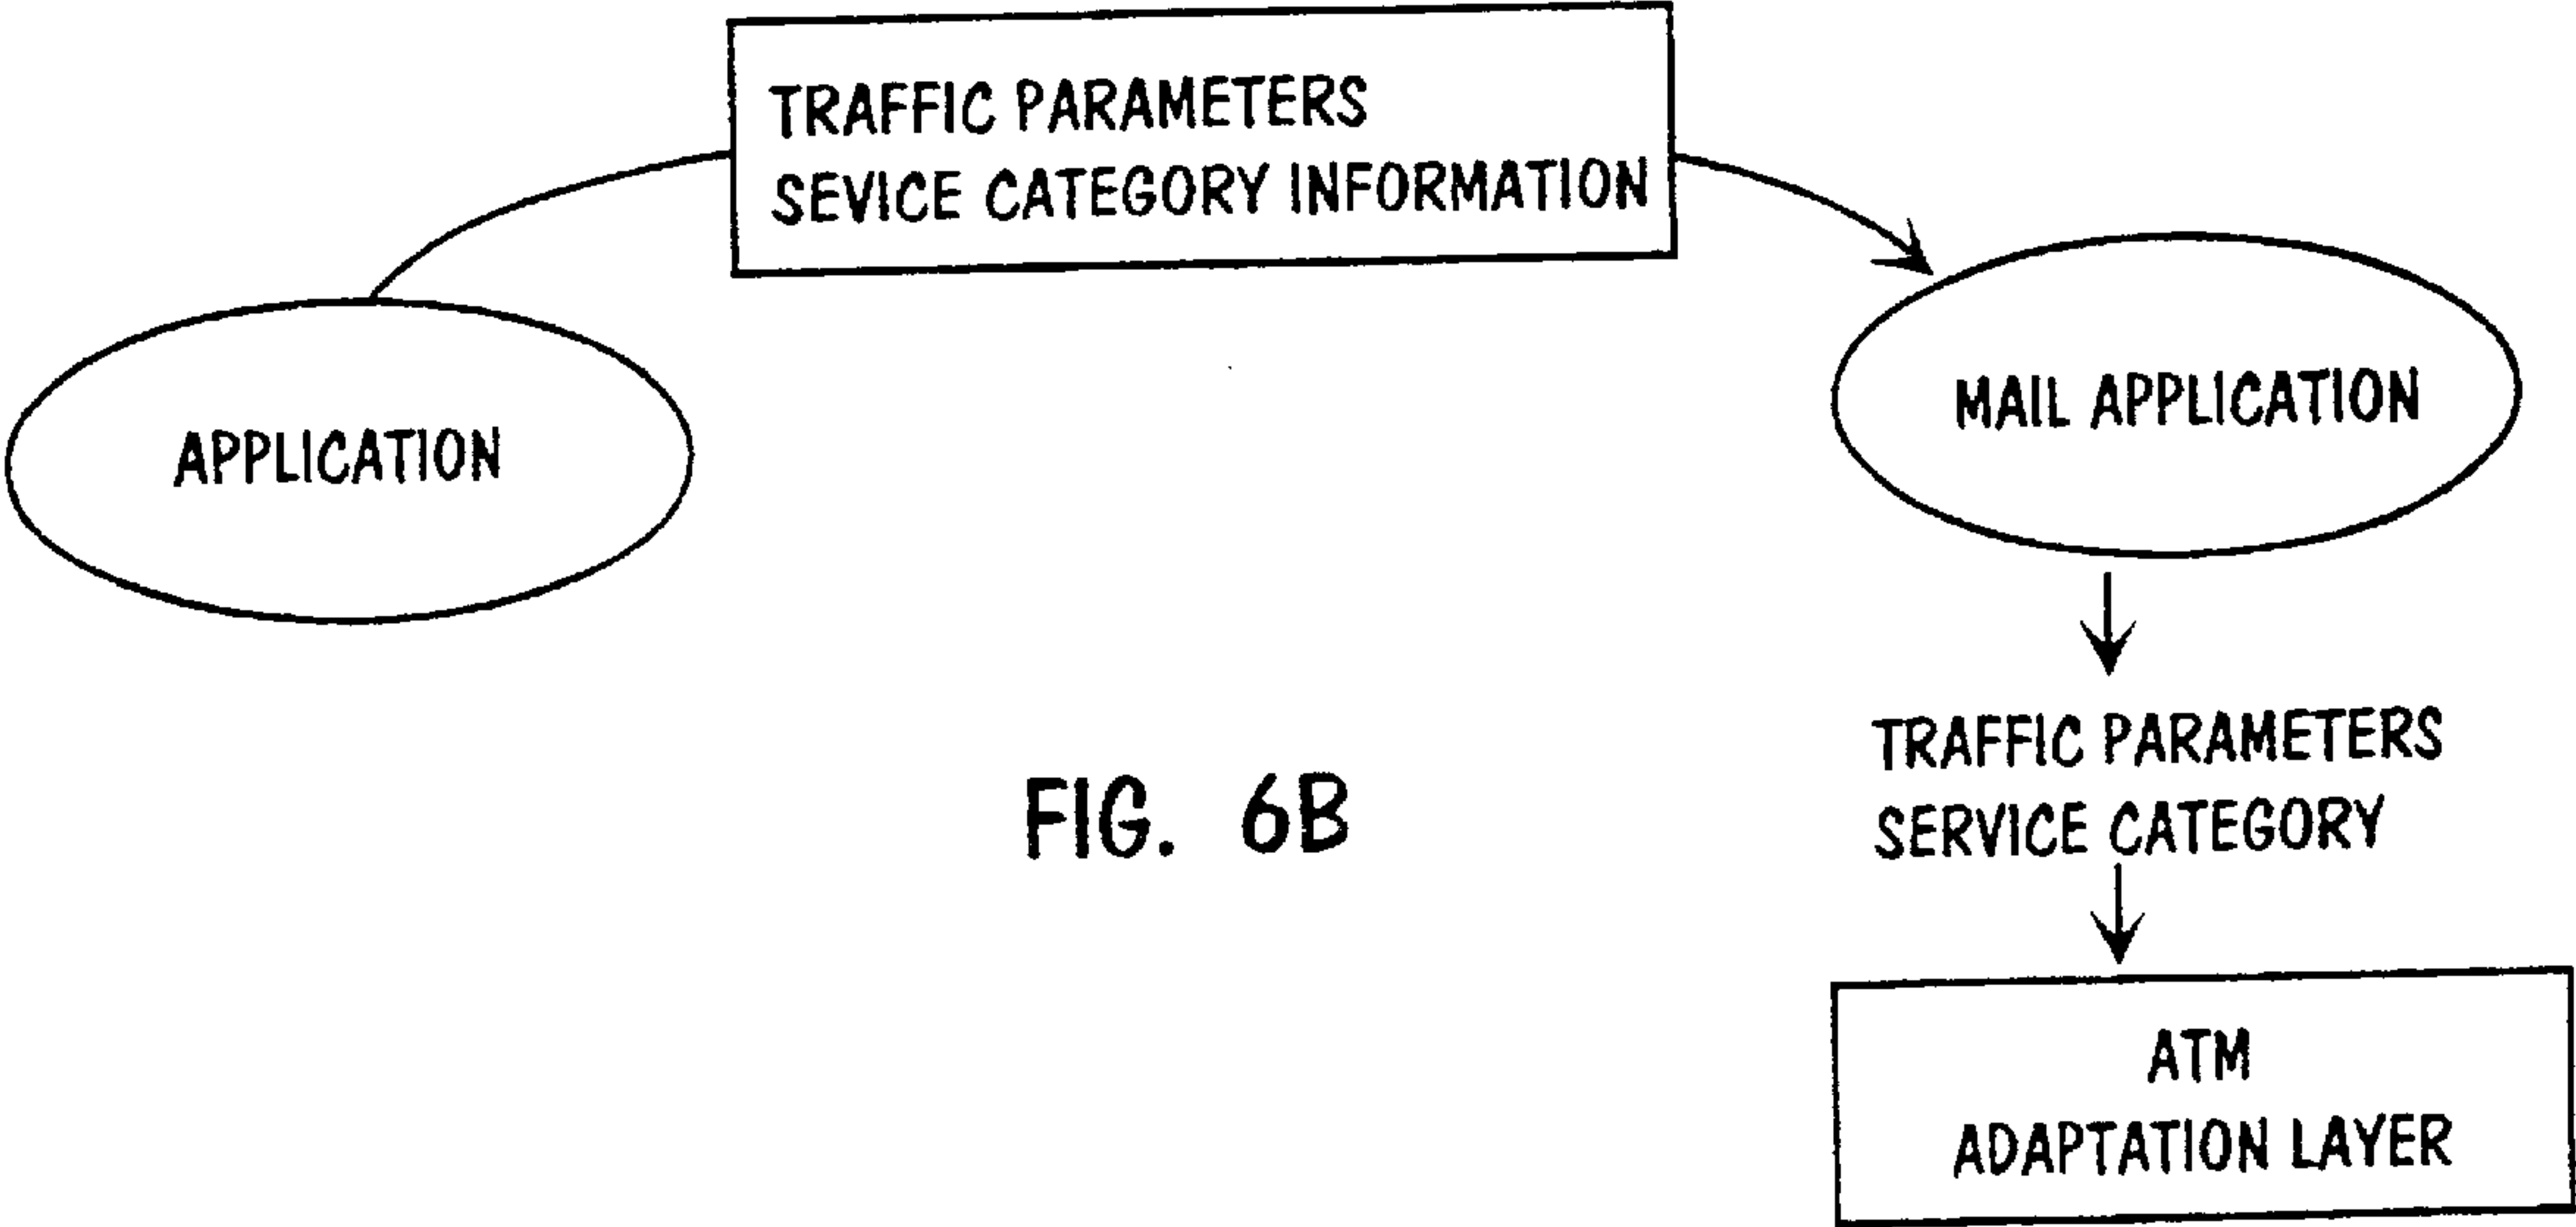 TRAFFIC PARAMETERS
SEVICE CATEGORY INFORMATION
APPLICATION
MAIL APPLICATION
TRAFFIC PARAMETERS
SERVICE CATEGORY
FIG. 6B
ATM
ADAPTATION LAYER